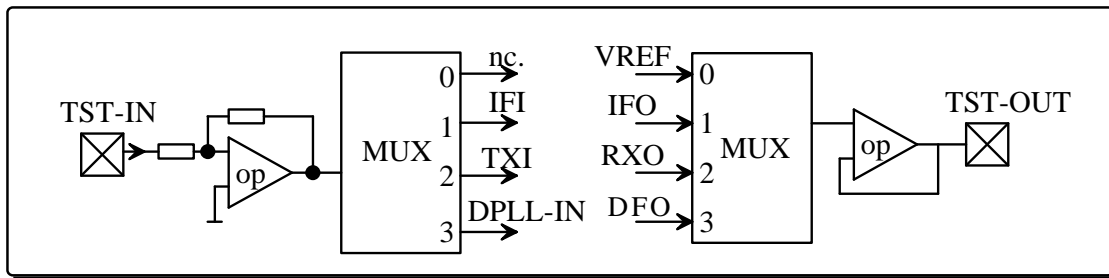 TST-IN
op
MUX
0 nc.
1 IFI
2 TXI
3 DPLL-IN
VREF 0
IFO 1
RXO 2
DFO 3
MUX
op
TST-OUT